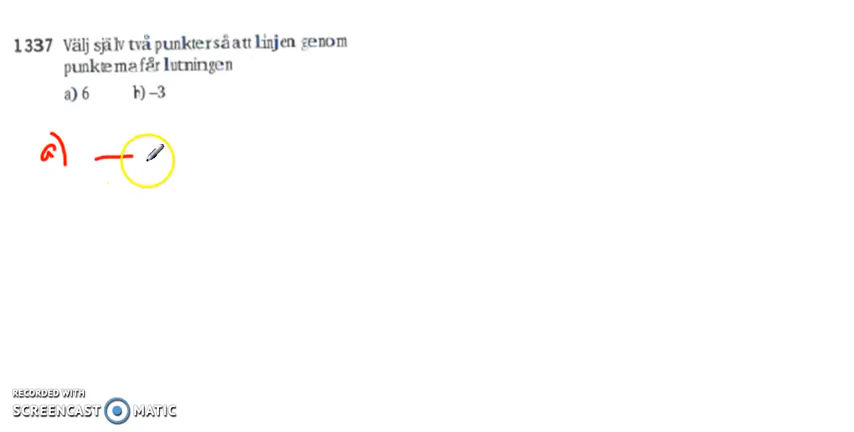 1337 Välj själv två punkter så att linjen genom
punkterna får lutningen
a) 6 b) –3
a) —
RECORDED WITH
SCREENCAST MATIC